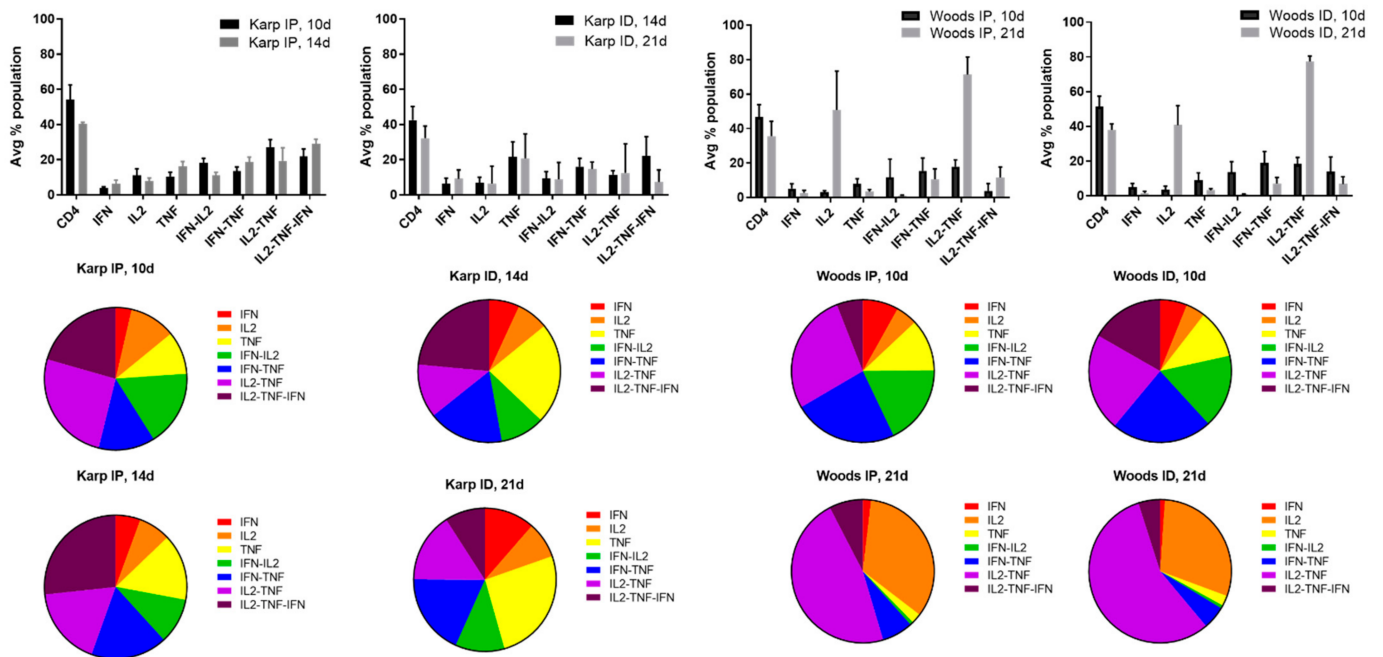 Karp IP, 10d
Karp IP, 14d
Avg % population
100
80
60
40
20
0
CD4
IFN
IL2
TNF
IFN-IL2
IFN-TNF
IL2-TNF
IL2-TNF-IFN
Karp ID, 14d
Karp ID, 21d
100
80
60
40
20
0
CD4
IFN
IL2
TNF
IFN-IL2
IFN-TNF
IL2-TNF
IL2-TNF-IFN
Woods IP, 10d
Woods IP, 21d
Avg % population
100
80
60
40
20
0
CD4
IFN
IL2
TNF
IFN-IL2
IFN-TNF
IL2-TNF
IL2-TNF-IFN
Woods ID, 10d
Woods ID, 21d
100
80
60
40
20
0
CD4
IFN
IL2
TNF
IFN-IL2
IFN-TNF
IL2-TNF
IL2-TNF-IFN
Karp IP, 10d
IFN
IL2
TNF
IFN-IL2
IFN-TNF
IL2-TNF
IL2-TNF-IFN
Karp ID, 14d
IFN
IL2
TNF
IFN-IL2
IFN-TNF
IL2-TNF
IL2-TNF-IFN
Woods IP, 10d
IFN
IL2
TNF
IFN-IL2
IFN-TNF
IL2-TNF
IL2-TNF-IFN
Woods ID, 10d
IFN
IL2
TNF
IFN-IL2
IFN-TNF
IL2-TNF
IL2-TNF-IFN
Karp IP, 14d
IFN
IL2
TNF
IFN-IL2
IFN-TNF
IL2-TNF
IL2-TNF-IFN
Karp ID, 21d
IFN
IL2
TNF
IFN-IL2
IFN-TNF
IL2-TNF
IL2-TNF-IFN
Woods IP, 21d
IFN
IL2
TNF
IFN-IL2
IFN-TNF
IL2-TNF
IL2-TNF-IFN
Woods ID, 21d
IFN
IL2
TNF
IFN-IL2
IFN-TNF
IL2-TNF
IL2-TNF-IFN